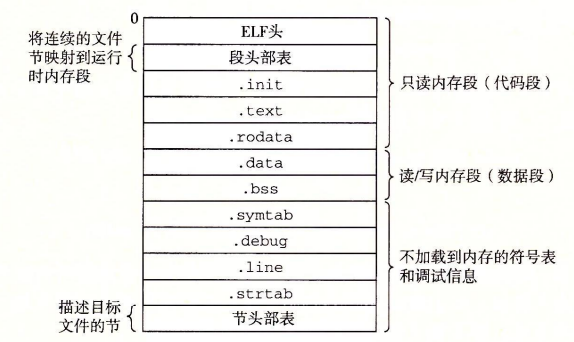 0
ELF头
将连续的文件
节映射到运行
时内存段
段头部表
.init
.text
.rodata
只读内存段（代码段）
.data
.bss
读/写内存段（数据段）
.symtab
.debug
.line
.strtab
不加载到内存的符号表
和调试信息
描述目标
文件的节
节头部表